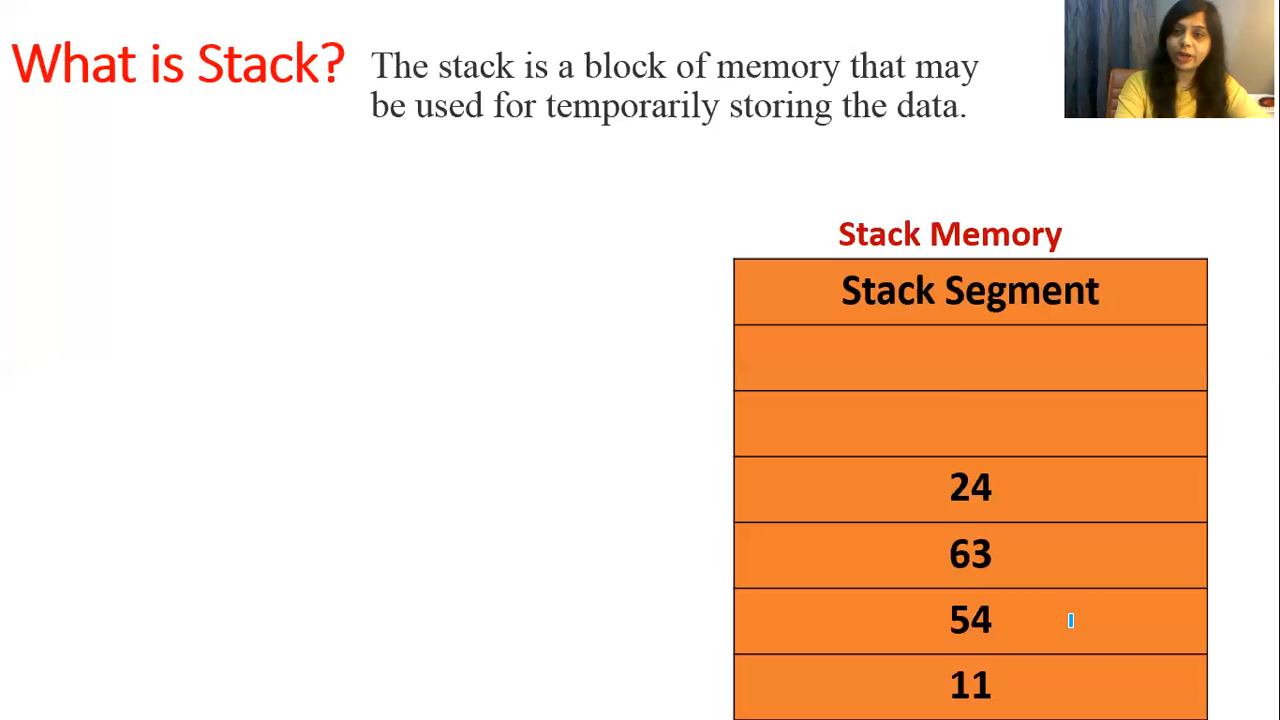 What is Stack?
The stack is a block of memory that may
be used for temporarily storing the data.
Stack Memory
Stack Segment
24
63
54
11